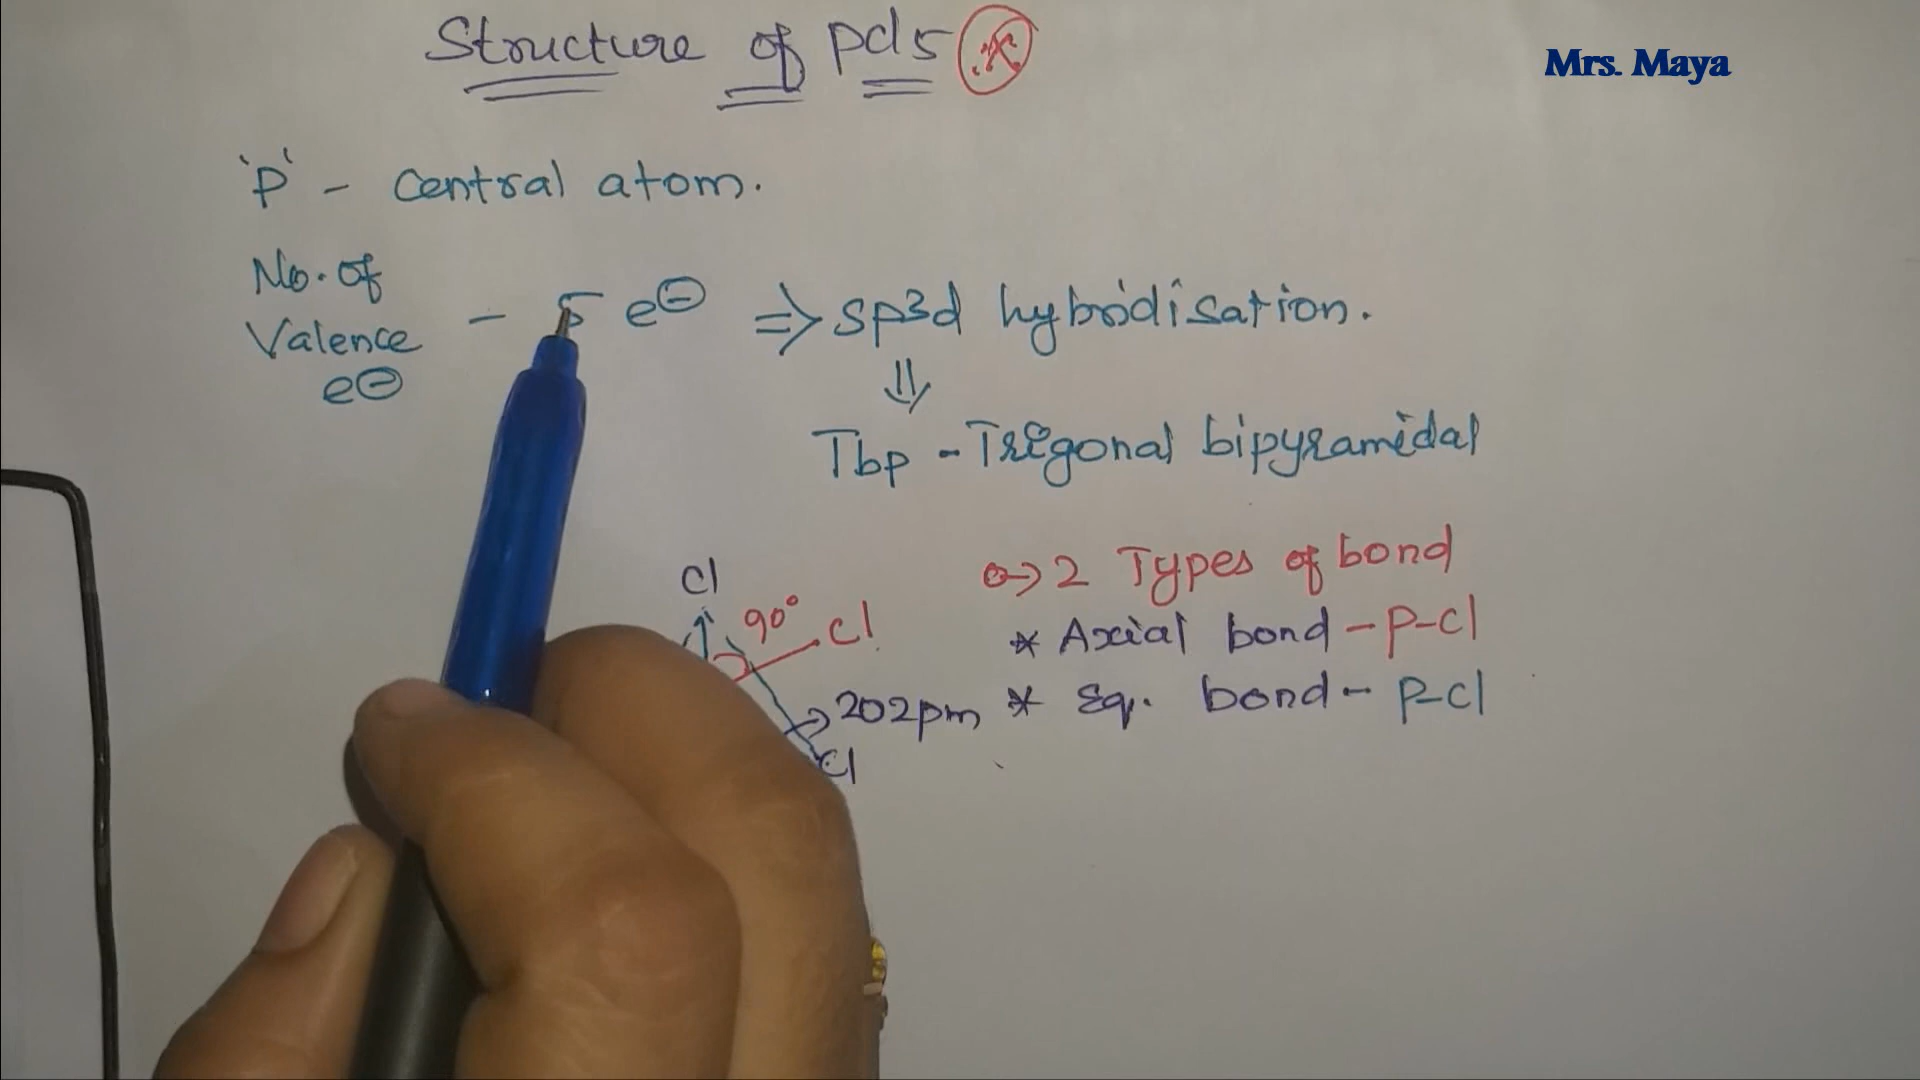 Structure of pcl5
Mrs. Maya
'P' - Central atom.
No. of
Valence - 5 e⊖ => sp3d hybridisation.
e⊖
Tbp - Trigonal bipyramidal
Cl
90° Cl
202pm
Cl
2 Types of bond
* Axial bond - P-Cl
* Eq. bond - P-Cl